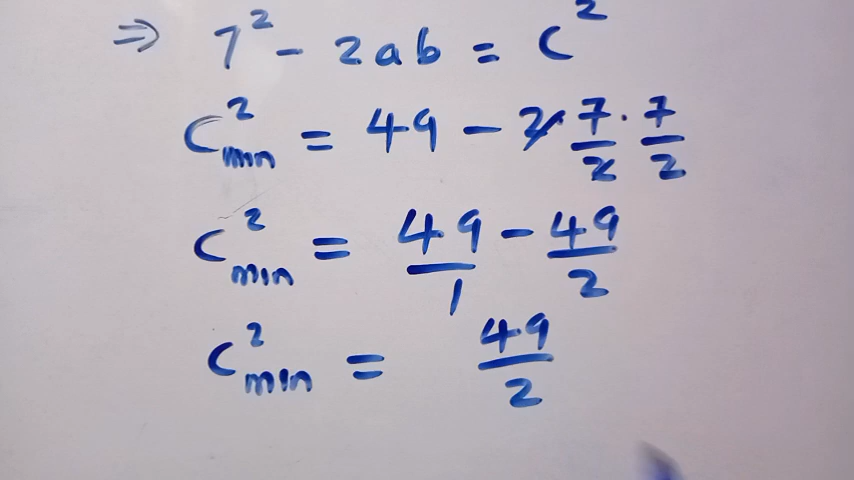 ⇒ 7² - 2ab = c²
C²min = 49 - 2 7/2 · 7/2
C²min = 49/1 - 49/2
C²min = 49/2